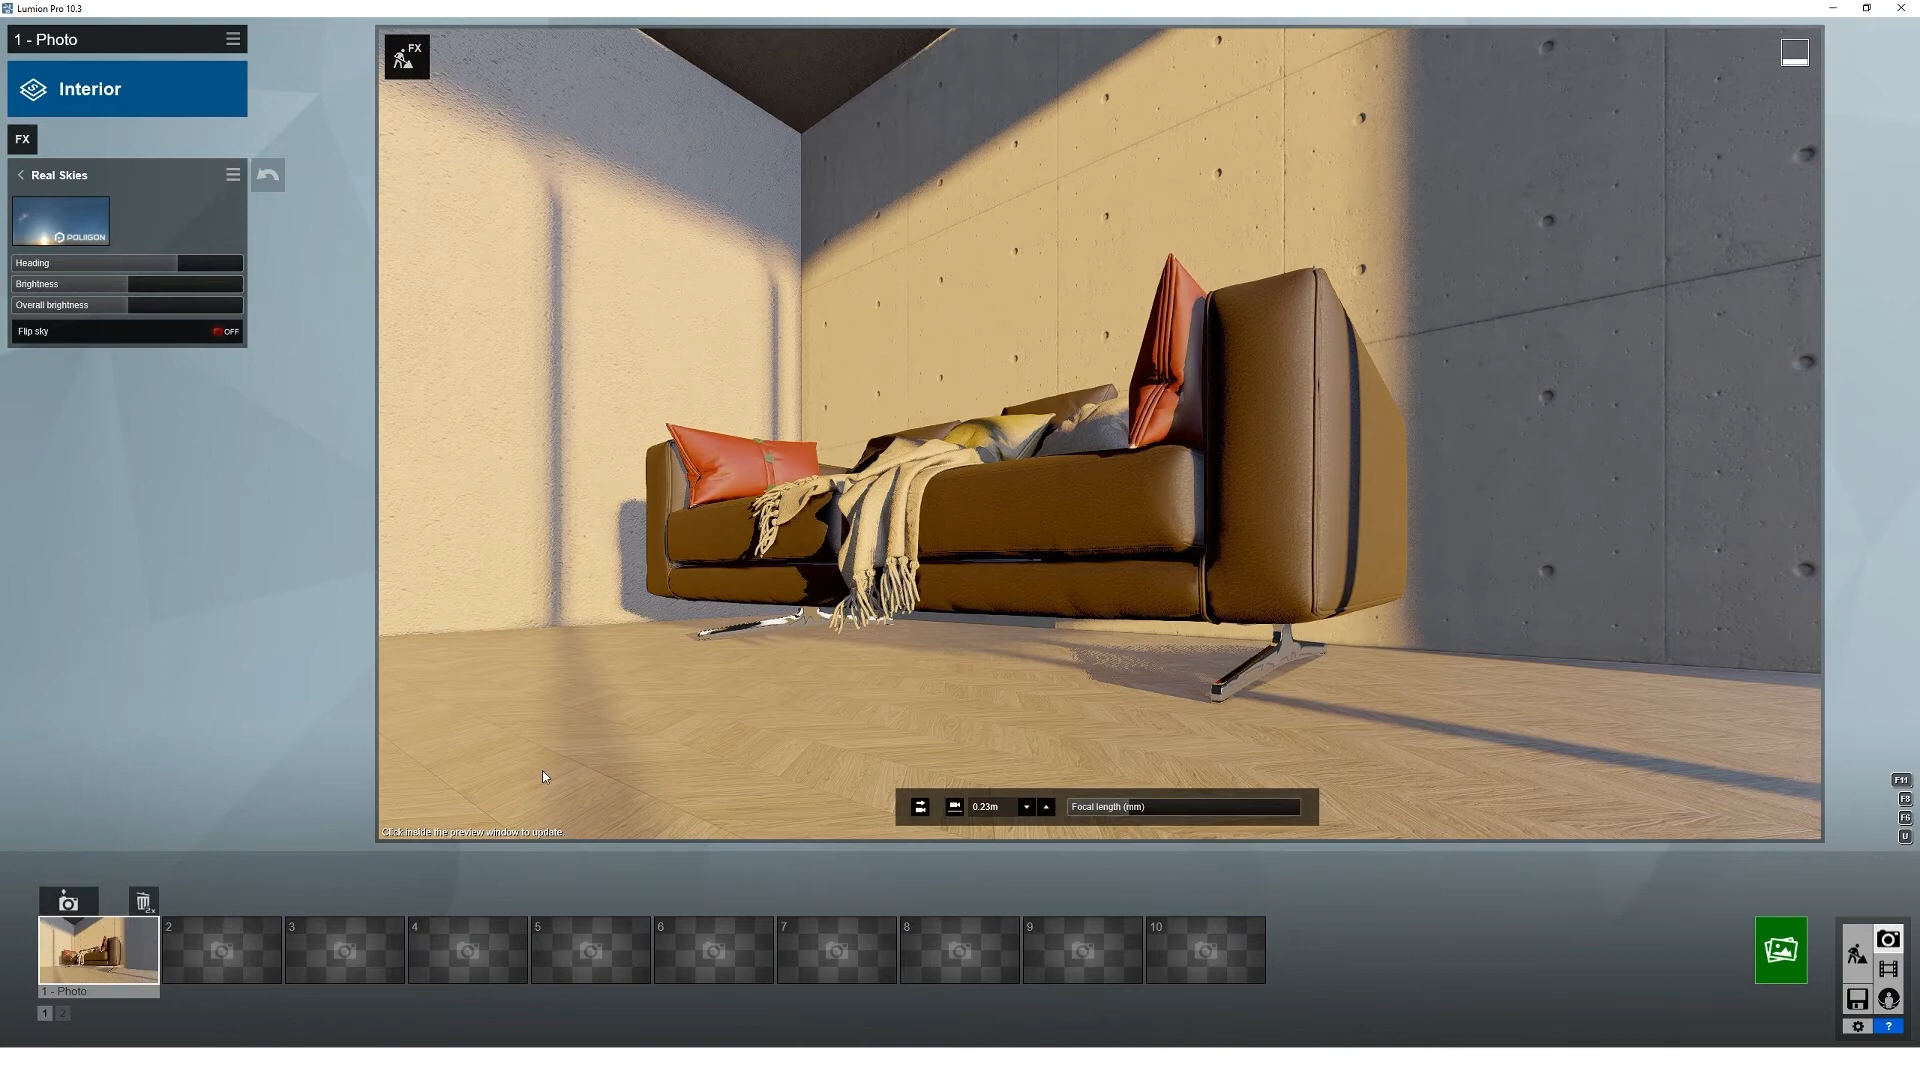 Lumion Pro 10.3
1 - Photo
Interior
FX
Real Skies
POLIIGON
Heading
Brightness
Overall brightness
Flip sky OFF
FX
0.23m
Focal length (mm)
Click inside the preview window to update.
F11
F8
F6
U
2x
2
3
4
5
6
7
8
9
10
1 - Photo
1 2
?